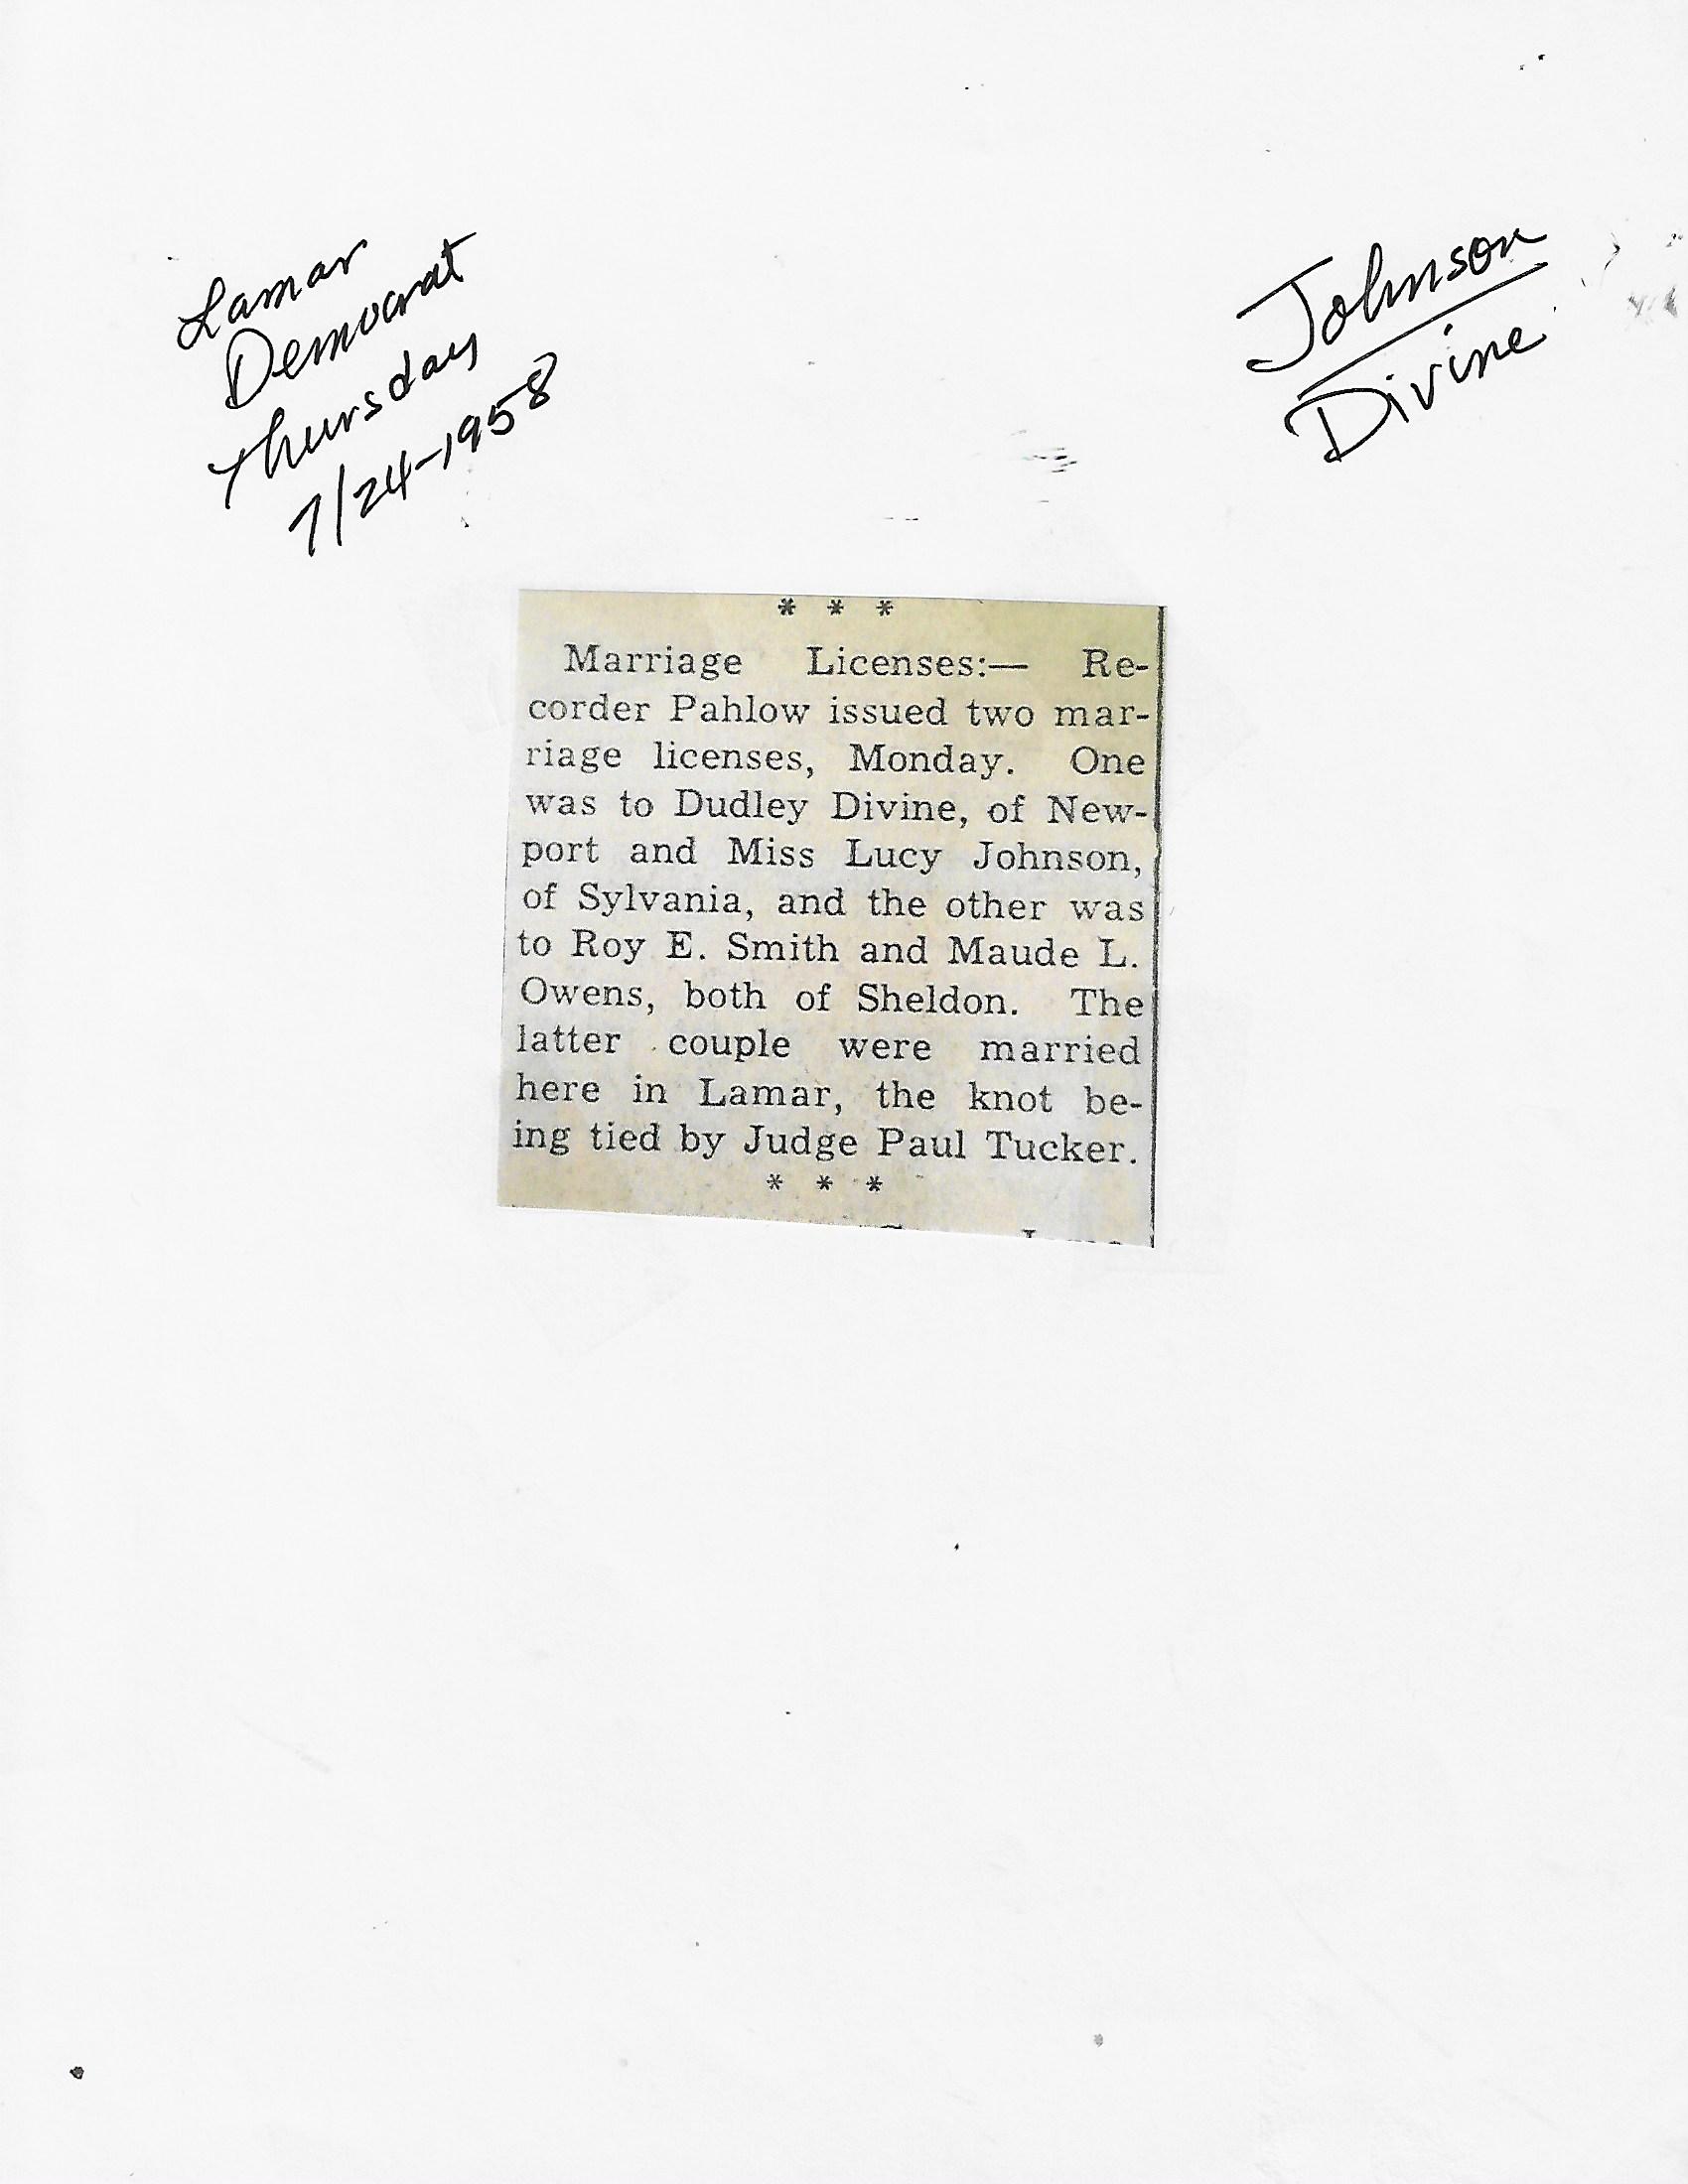 Lamar
Democrat
Thursday
7/24-1958
Johnson
Divine
* * *
Marriage Licenses:— Re-
corder Pahlow issued two mar-
riage licenses, Monday. One
was to Dudley Divine, of New-
port and Miss Lucy Johnson,
of Sylvania, and the other was
to Roy E. Smith and Maude L.
Owens, both of Sheldon. The
latter couple were married
here in Lamar, the knot be-
ing tied by Judge Paul Tucker.
* * *